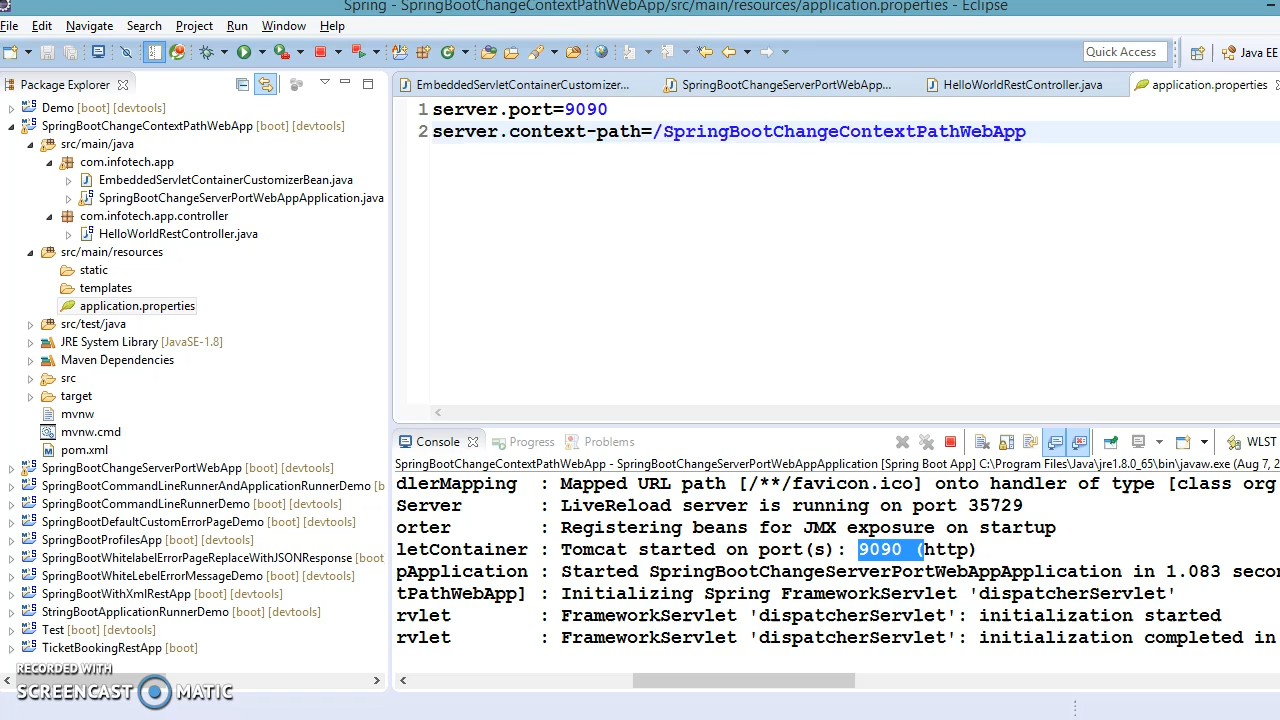 Spring - SpringBootChangeContextPathWebApp/src/main/resources/application.properties - Eclipse
File Edit Navigate Search Project Run Window Help
Quick Access
Java EE
Package Explorer
Demo [boot] [devtools]
SpringBootChangeContextPathWebApp [boot] [devtools]
src/main/java
com.infotech.app
EmbeddedServletContainerCustomizerBean.java
SpringBootChangeServerPortWebAppApplication.java
com.infotech.app.controller
HelloWorldRestController.java
src/main/resources
static
templates
application.properties
src/test/java
JRE System Library [JavaSE-1.8]
Maven Dependencies
src
target
mvnw
mvnw.cmd
pom.xml
SpringBootChangeServerPortWebApp [boot] [devtools]
SpringBootCommandLineRunnerAndApplicationRunnerDemo [b
SpringBootCommandLineRunnerDemo [boot] [devtools]
SpringBootDefaultCustomErrorPageDemo [boot] [devtools]
SpringBootProfilesApp [boot] [devtools]
SpringBootWhitelabelErrorPageReplaceWithJSONResponse [boot]
SpringBootWhiteLebelErrorMessageDemo [boot] [devtools]
SpringBootWithXmlRestApp [boot] [devtools]
StringBootApplicationRunnerDemo [boot] [devtools]
Test [boot] [devtools]
TicketBookingRestApp [boot]
EmbeddedServletContainerCustomizer... SpringBootChangeServerPortWebApp... HelloWorldRestController.java application.properties
1 server.port=9090
2 server.context-path=/SpringBootChangeContextPathWebApp
Console Progress Problems
WLST
SpringBootChangeContextPathWebApp - SpringBootChangeServerPortWebAppApplication [Spring Boot App] C:\Program Files\Java\jre1.8.0_65\bin\javaw.exe (Aug 7, 2
dlerMapping : Mapped URL path [/**/favicon.ico] onto handler of type [class org
Server : LiveReload server is running on port 35729
orter : Registering beans for JMX exposure on startup
letContainer : Tomcat started on port(s): 9090 (http)
pApplication : Started SpringBootChangeServerPortWebAppApplication in 1.083 secon
tPathWebApp] : Initializing Spring FrameworkServlet 'dispatcherServlet'
rvlet : FrameworkServlet 'dispatcherServlet': initialization started
rvlet : FrameworkServlet 'dispatcherServlet': initialization completed in
RECORDED WITH
SCREENCAST MATIC